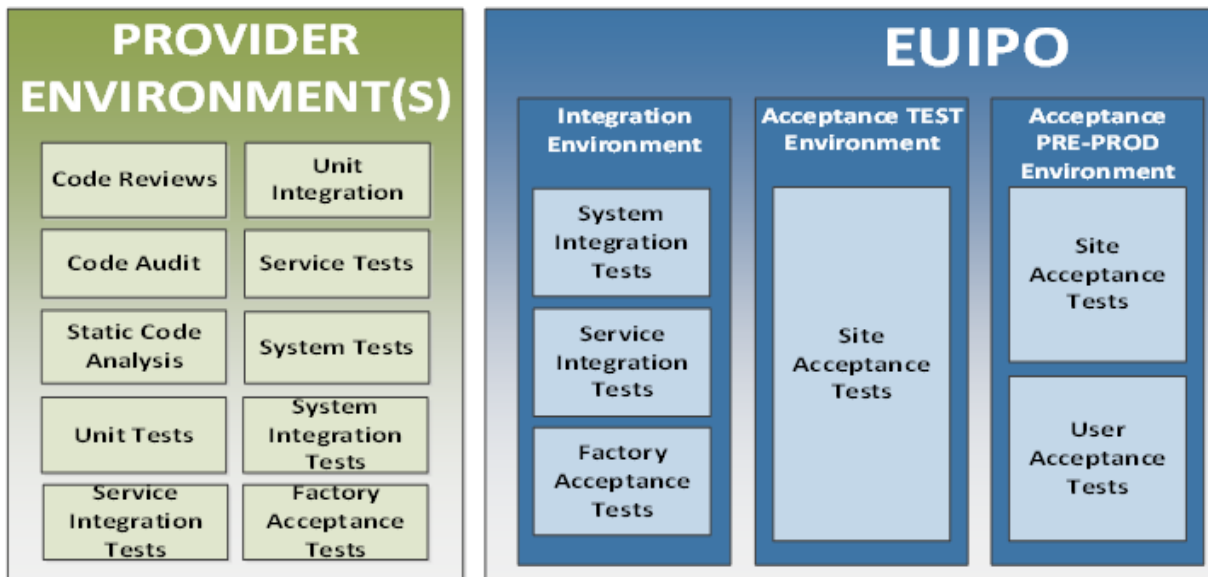 PROVIDER
ENVIRONMENT(S)
Code Reviews
Unit
Integration
Code Audit
Service Tests
Static Code
Analysis
System Tests
Unit Tests
System
Integration
Tests
Service
Integration
Tests
Factory
Acceptance
Tests
EUIPO
Integration
Environment
System
Integration
Tests
Service
Integration
Tests
Factory
Acceptance
Tests
Acceptance TEST
Environment
Site
Acceptance
Tests
Acceptance
PRE-PROD
Environment
Site
Acceptance
Tests
User
Acceptance
Tests